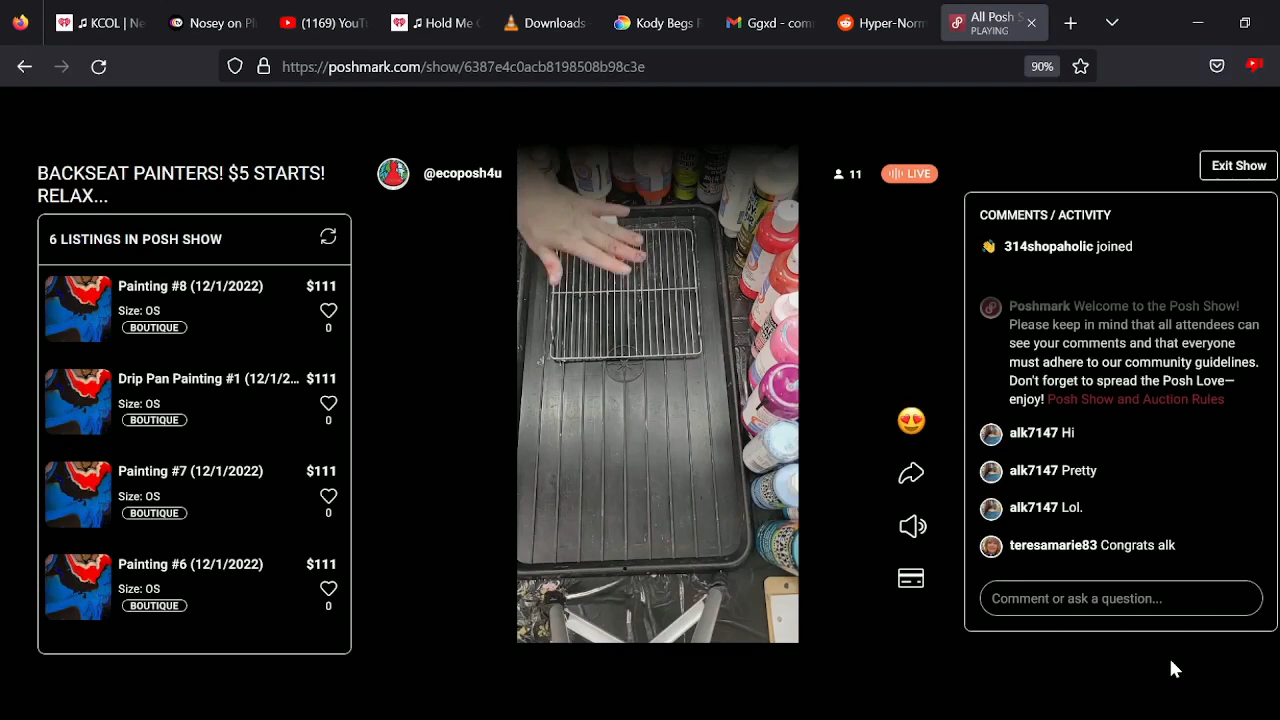 ♫ KCOL | Ne
Nosey on Pl
(1169) YouTu
♫ Hold Me C
Downloads
Kody Begs F
Ggxd - com
Hyper-Norm
All Posh S
PLAYING
https://poshmark.com/show/6387e4c0acb8198508b98c3e
90%
BACKSEAT PAINTERS! $5 STARTS!
RELAX...
@ecoposh4u
11
LIVE
Exit Show
6 LISTINGS IN POSH SHOW
Painting #8 (12/1/2022) $111
Size: OS
BOUTIQUE 0
Drip Pan Painting #1 (12/1/2... $111
Size: OS
BOUTIQUE 0
Painting #7 (12/1/2022) $111
Size: OS
BOUTIQUE 0
Painting #6 (12/1/2022) $111
Size: OS
BOUTIQUE 0
COMMENTS / ACTIVITY
314shopaholic joined
Poshmark Welcome to the Posh Show!
Please keep in mind that all attendees can
see your comments and that everyone
must adhere to our community guidelines.
Don't forget to spread the Posh Love—
enjoy! Posh Show and Auction Rules
alk7147 Hi
alk7147 Pretty
alk7147 Lol.
teresamarie83 Congrats alk
Comment or ask a question...